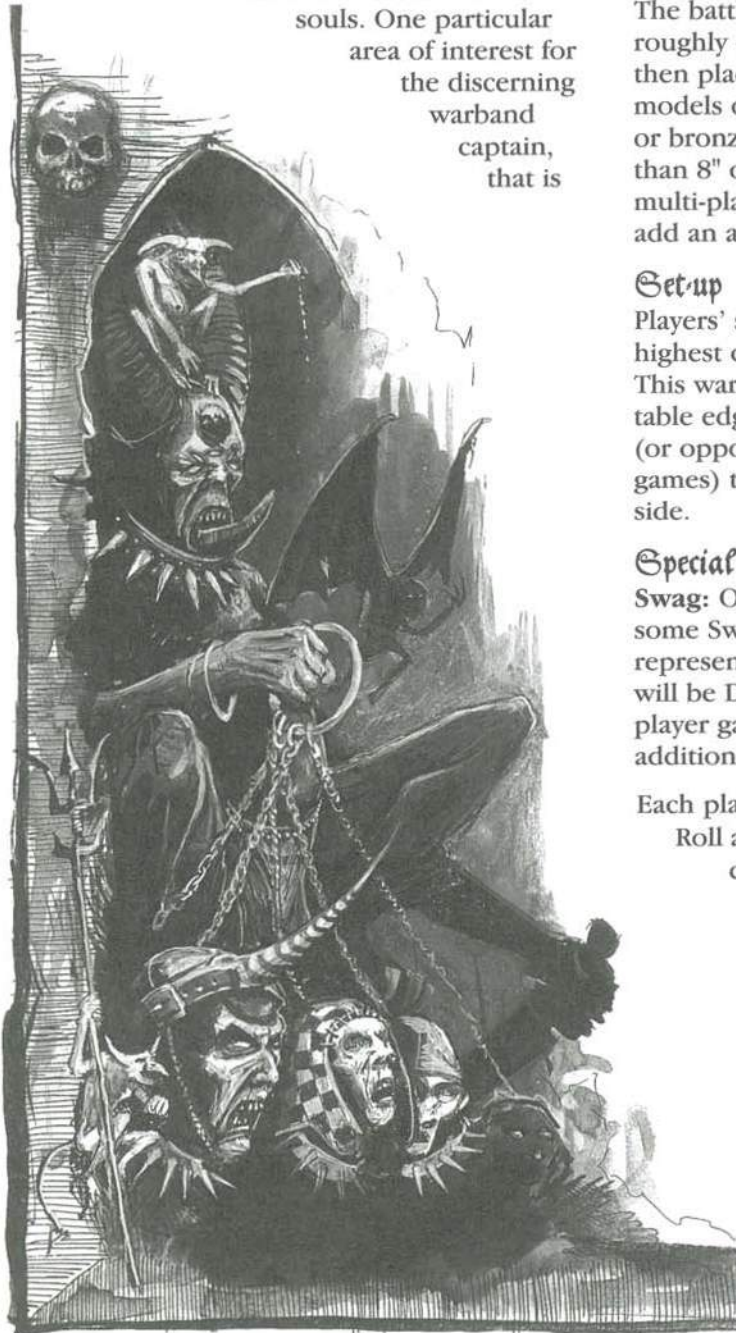 souls. One particular
area of interest for
the discerning
warband
captain,
that is
The batt
roughly
then plac
models o
or bronz
than 8" o
multi-pla
add an a
Set-up
Players' s
highest o
This war
table edg
(or oppo
games) t
side.
Special
Swag: O
some Sw
represen
will be D
player ga
addition
Each pla
Roll a